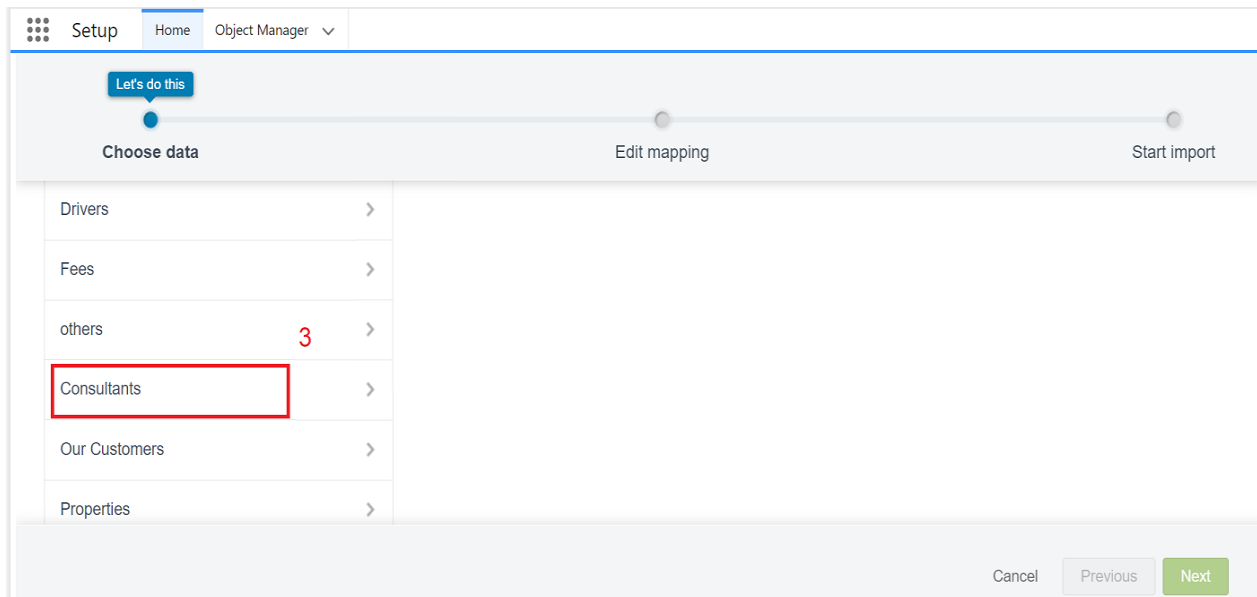 Setup Home Object Manager
Let's do this
Choose data Edit mapping Start import
Drivers
Fees
others
3
Consultants
Our Customers
Properties
Cancel Previous Next